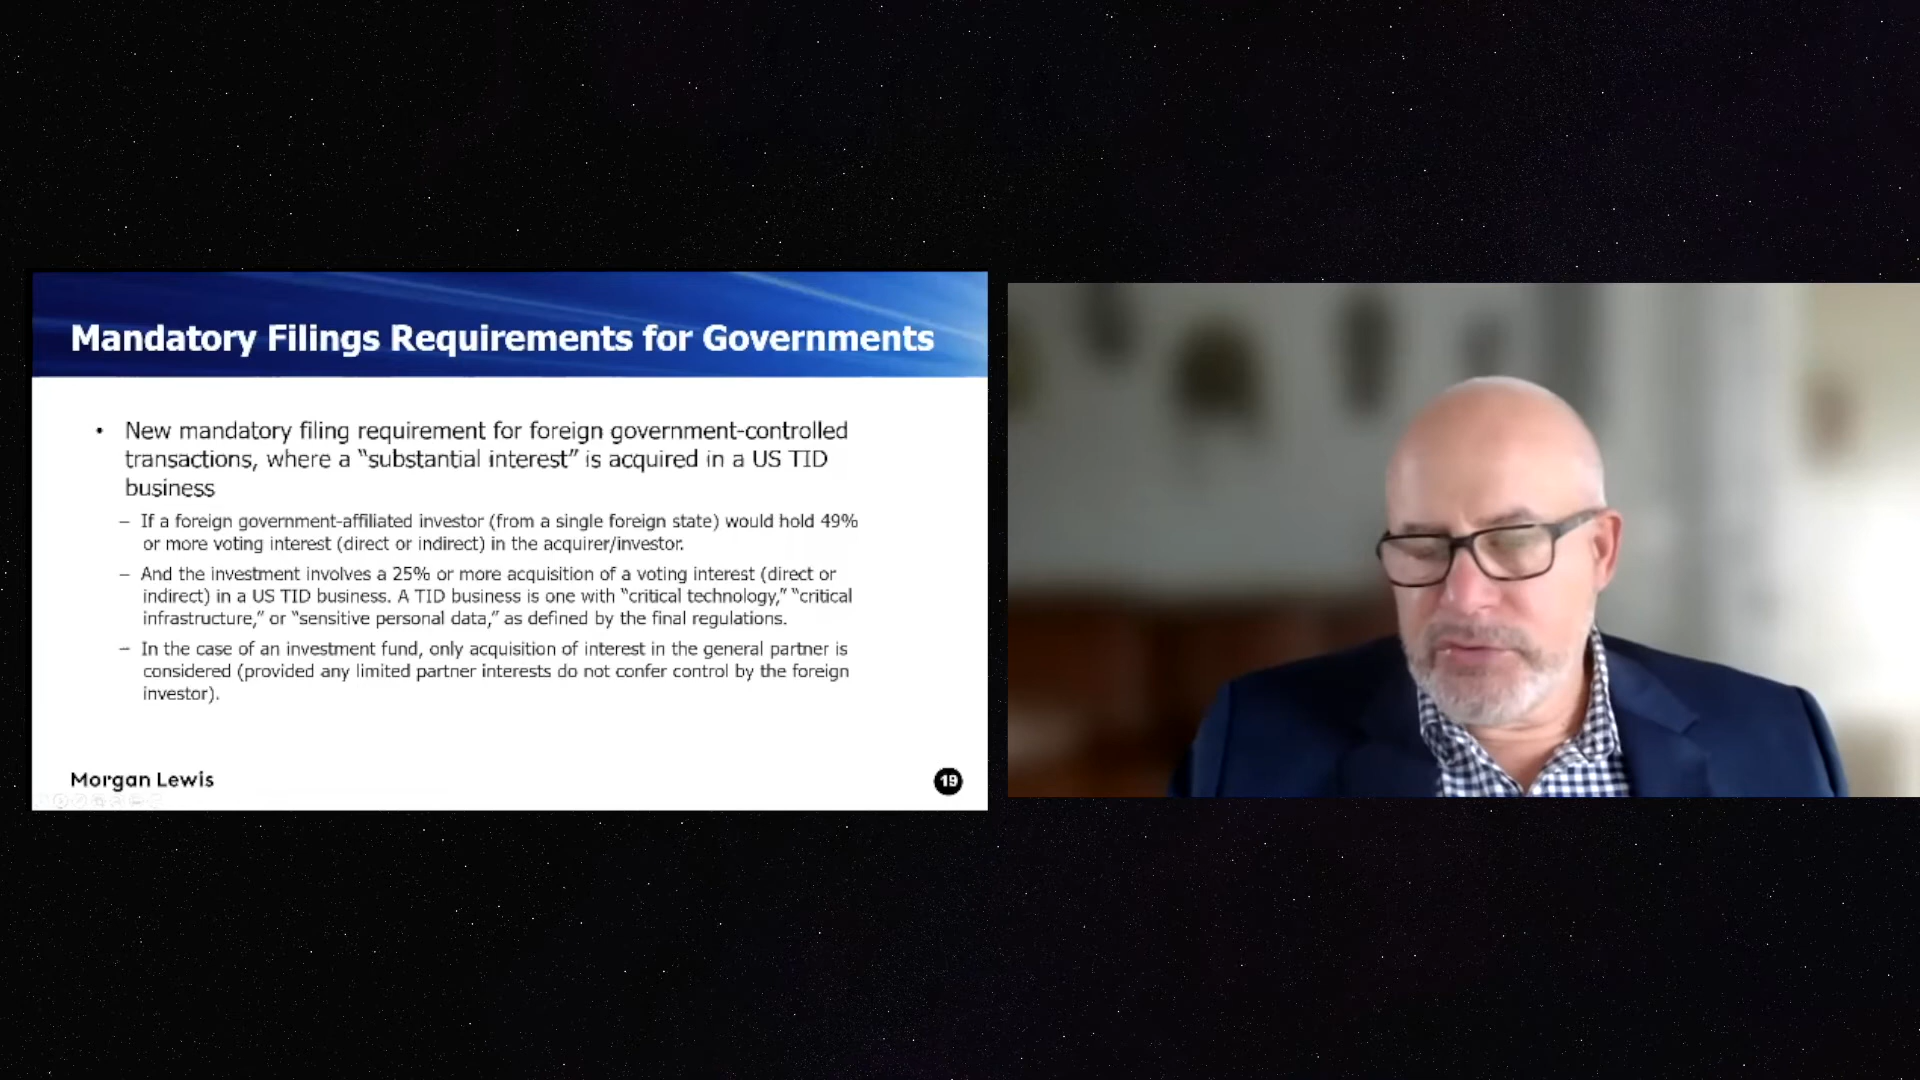 Mandatory Filings Requirements for Governments
• New mandatory filing requirement for foreign government-controlled
transactions, where a “substantial interest” is acquired in a US TID
business
– If a foreign government-affiliated investor (from a single foreign state) would hold 49%
or more voting interest (direct or indirect) in the acquirer/investor.
– And the investment involves a 25% or more acquisition of a voting interest (direct or
indirect) in a US TID business. A TID business is one with “critical technology,” “critical
infrastructure,” or “sensitive personal data,” as defined by the final regulations.
– In the case of an investment fund, only acquisition of interest in the general partner is
considered (provided any limited partner interests do not confer control by the foreign
investor).
Morgan Lewis
19